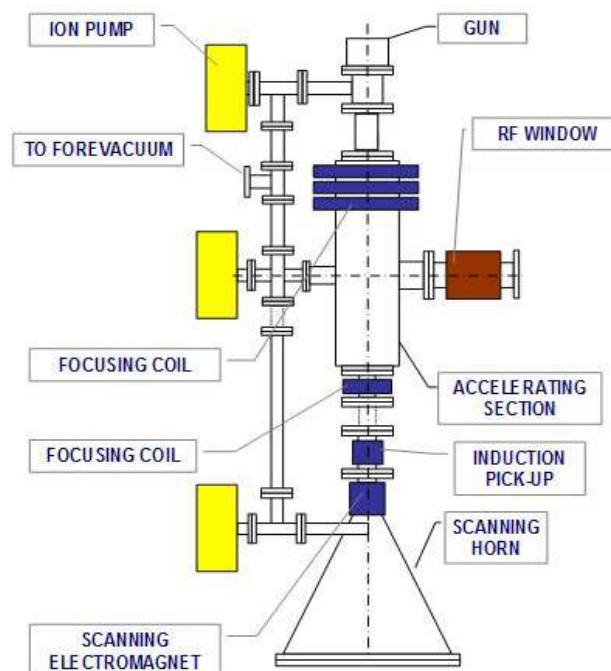 ION PUMP
GUN
TO FOREVACUUM
RF WINDOW
FOCUSING COIL
ACCELERATING
SECTION
FOCUSING COIL
INDUCTION
PICK-UP
SCANNING
HORN
SCANNING
ELECTROMAGNET